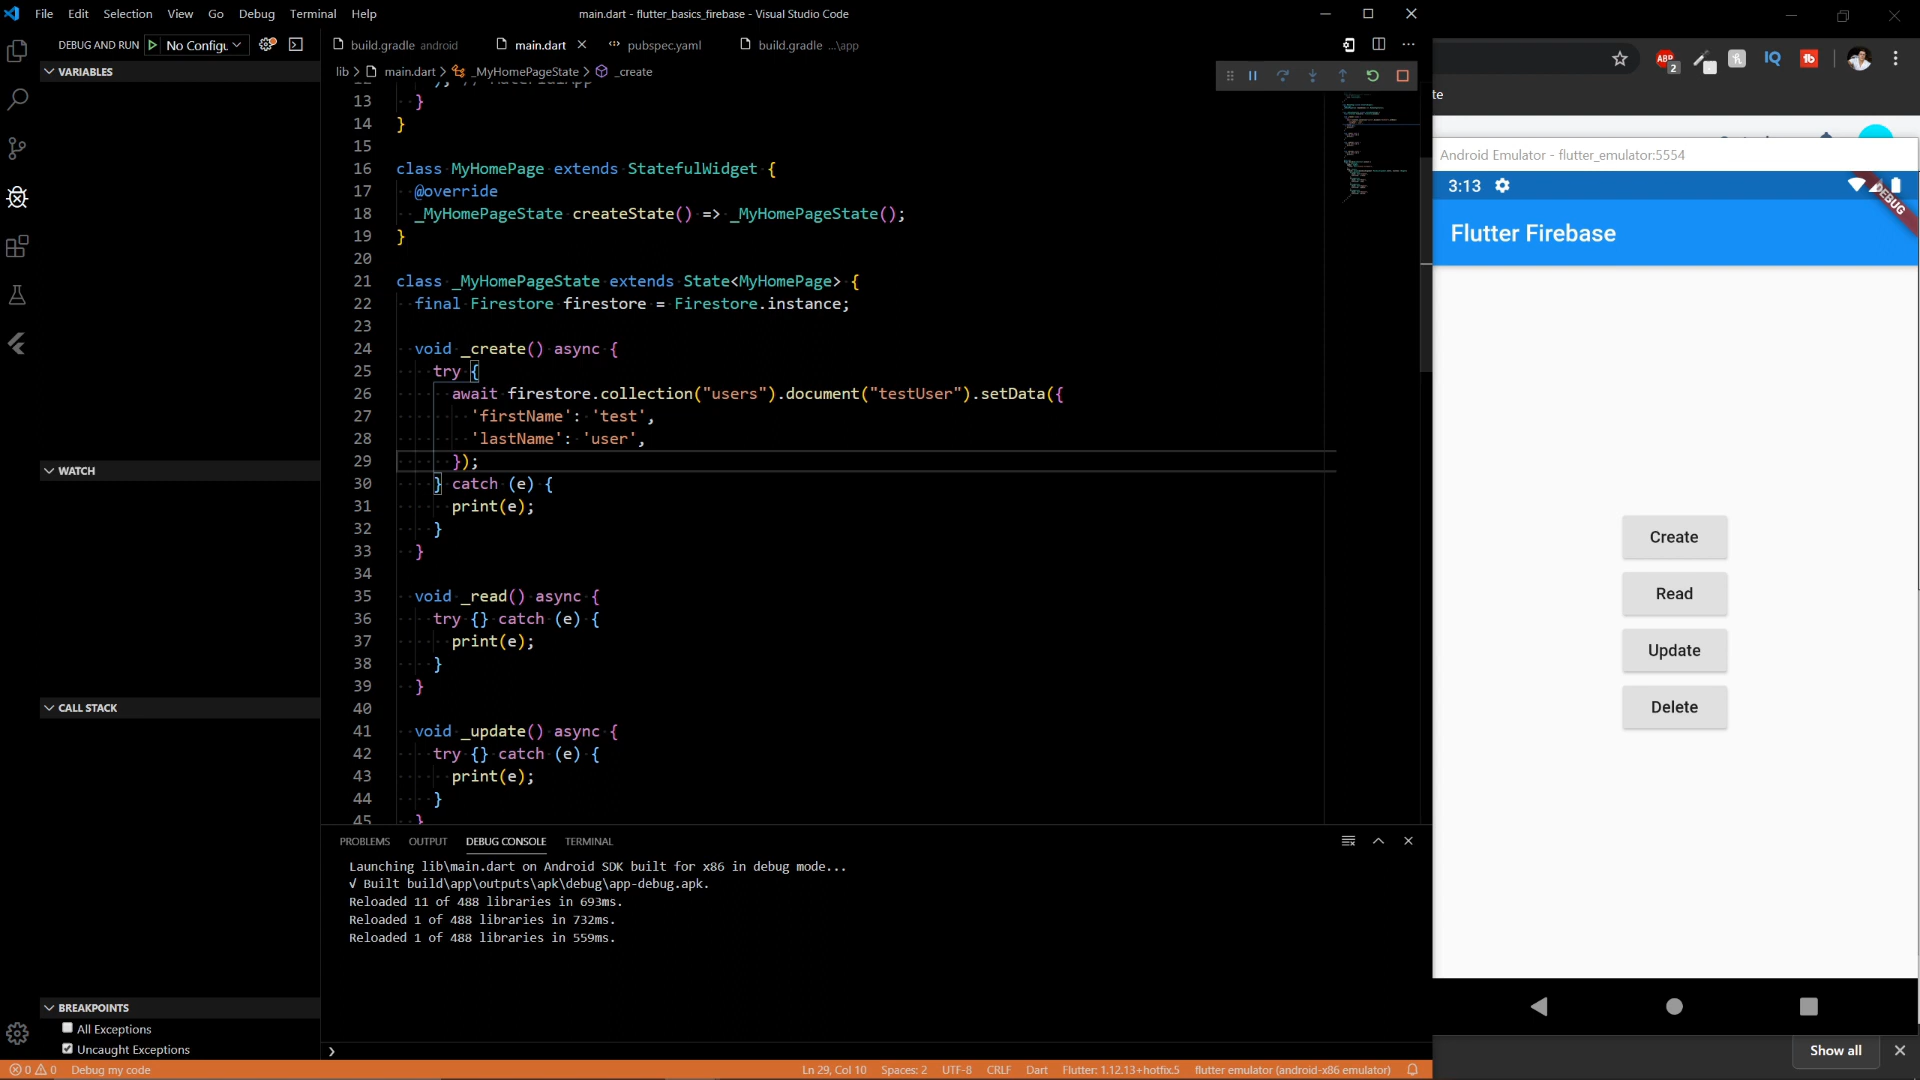 File Edit Selection View Go Debug Terminal Help
main.dart - flutter_basics_firebase - Visual Studio Code
DEBUG AND RUN No Configu
build.gradle android
main.dart
pubspec.yaml
build.gradle ...\app
VARIABLES
lib > main.dart > _MyHomePageState > _create
13 }
14 }
15
16 class MyHomePage extends StatefulWidget {
17 @override
18 _MyHomePageState createState() => _MyHomePageState();
19 }
20
21 class _MyHomePageState extends State<MyHomePage> {
22 final Firestore firestore = Firestore.instance;
23
24 void _create() async {
25 try {
26 await firestore.collection("users").document("testUser").setData({
27 'firstName': 'test',
28 'lastName': 'user',
29 });
30 } catch (e) {
31 print(e);
32 }
33 }
34
35 void _read() async {
36 try {} catch (e) {
37 print(e);
38 }
39 }
40
41 void _update() async {
42 try {} catch (e) {
43 print(e);
44 }
45 }
WATCH
CALL STACK
BREAKPOINTS
All Exceptions
Uncaught Exceptions
PROBLEMS OUTPUT DEBUG CONSOLE TERMINAL
Launching lib\main.dart on Android SDK built for x86 in debug mode...
√ Built build\app\outputs\apk\debug\app-debug.apk.
Reloaded 11 of 488 libraries in 693ms.
Reloaded 1 of 488 libraries in 732ms.
Reloaded 1 of 488 libraries in 559ms.
0 0 Debug my code
Ln 29, Col 10 Spaces: 2 UTF-8 CRLF Dart Flutter: 1.12.13+hotfix.5 flutter emulator (android-x86 emulator)
ABP
2
IQ
tb
te
Android Emulator - flutter_emulator:5554
3:13
DEBUG
Flutter Firebase
Create
Read
Update
Delete
Show all